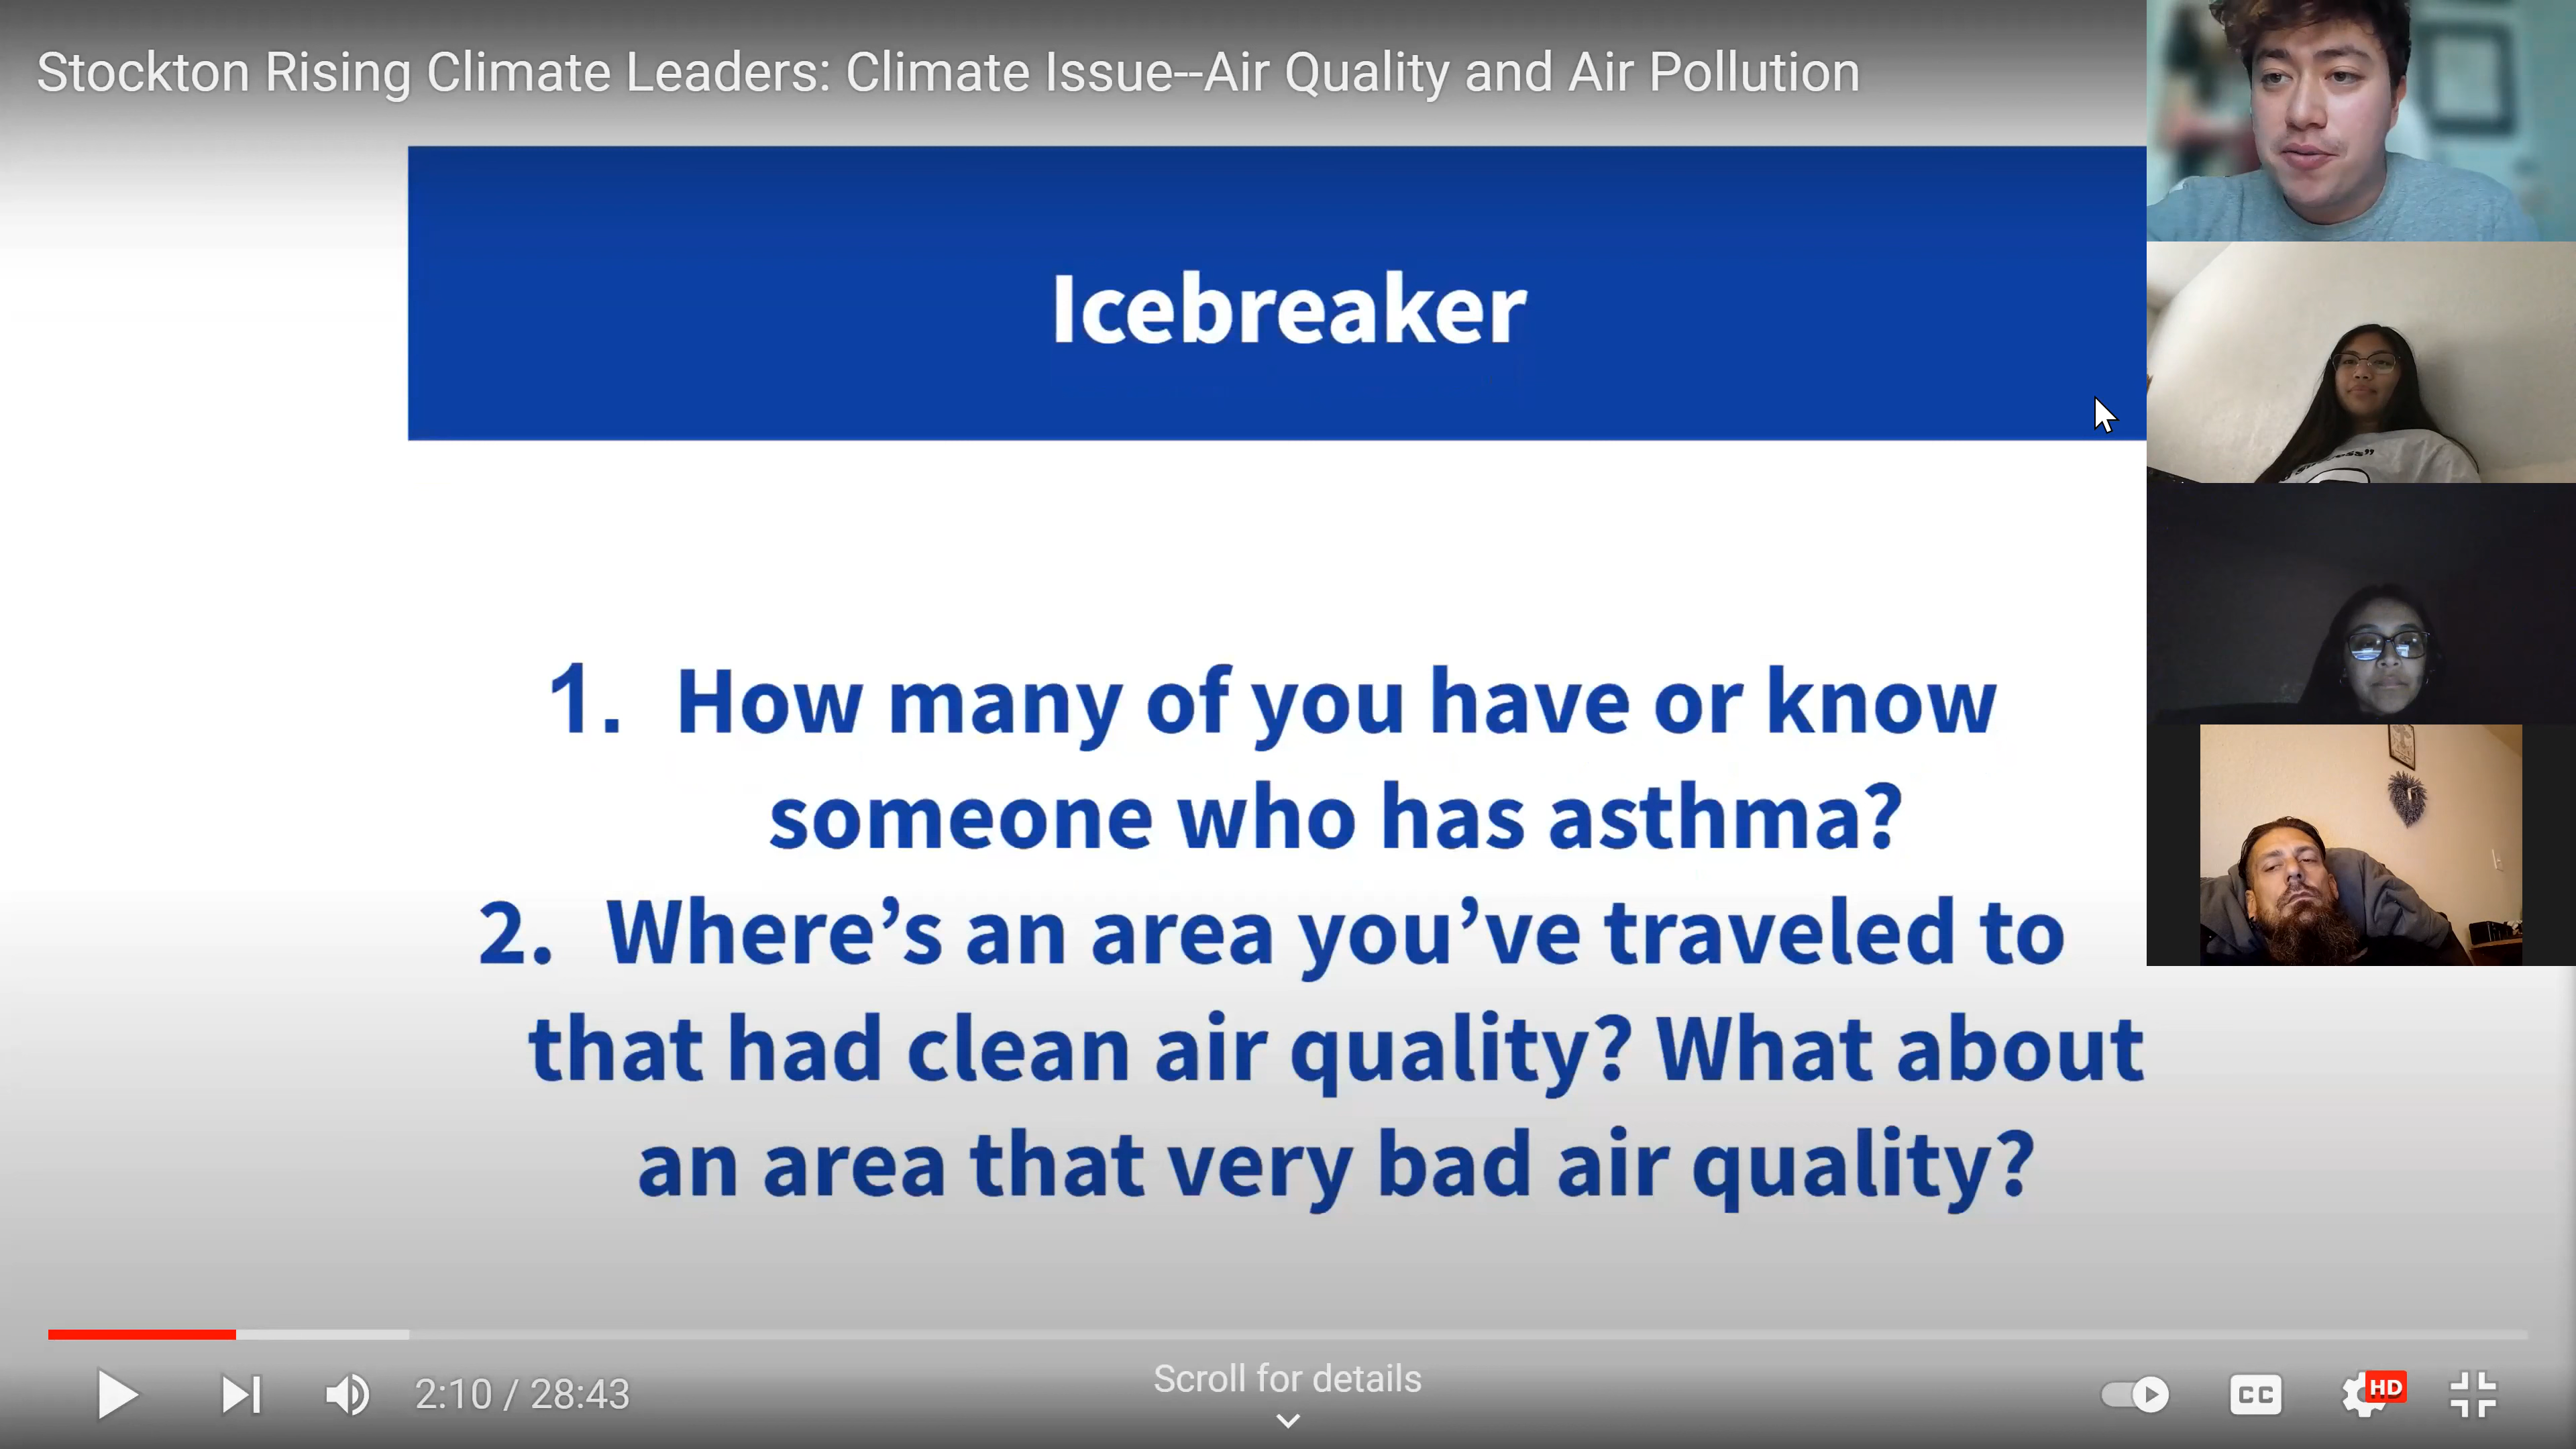 Stockton Rising Climate Leaders: Climate Issue--Air Quality and Air Pollution
Icebreaker
1. How many of you have or know
someone who has asthma?
2. Where’s an area you’ve traveled to
that had clean air quality? What about
an area that very bad air quality?
2:10 / 28:43
Scroll for details
CC
HD